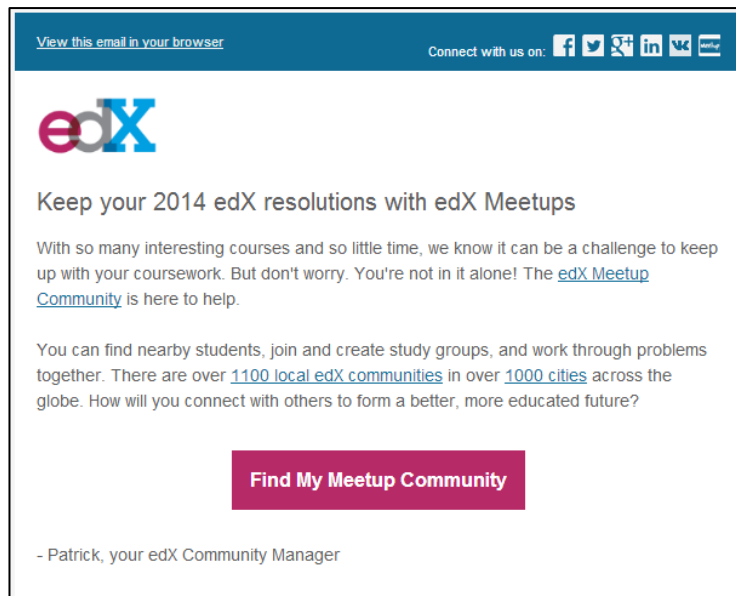 View this email in your browser
Connect with us on:
edX
Keep your 2014 edX resolutions with edX Meetups
With so many interesting courses and so little time, we know it can be a challenge to keep
up with your coursework. But don't worry. You're not in it alone! The edX Meetup
Community is here to help.
You can find nearby students, join and create study groups, and work through problems
together. There are over 1100 local edX communities in over 1000 cities across the
globe. How will you connect with others to form a better, more educated future?
Find My Meetup Community
- Patrick, your edX Community Manager